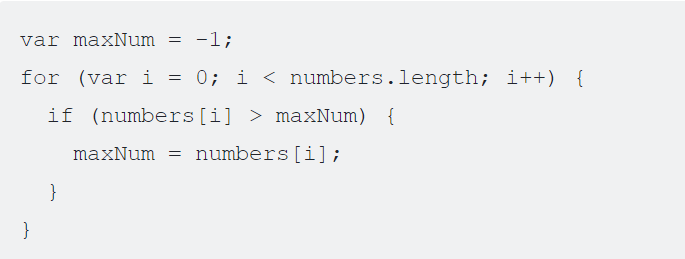 var maxNum = -1;
for (var i = 0; i < numbers.length; i++) {
  if (numbers[i] > maxNum) {
    maxNum = numbers[i];
  }
}